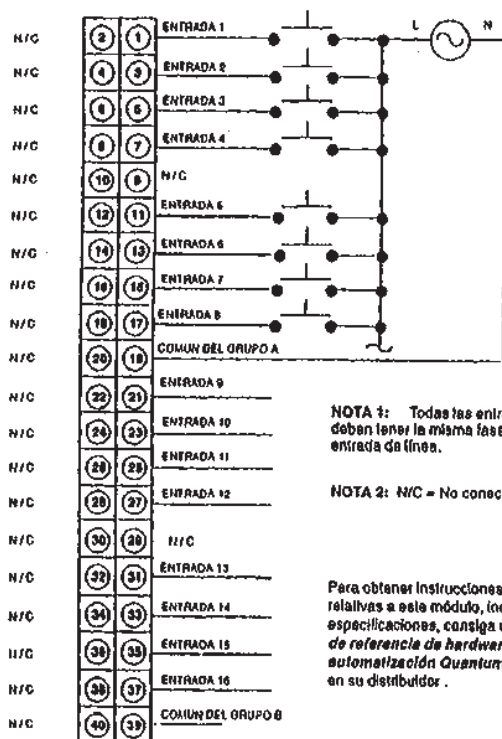 L N
N/C 2 1 ENTRADA 1
N/C 4 3 ENTRADA 2
N/C 6 5 ENTRADA 3
N/C 8 7 ENTRADA 4
N/C 10 9 N/C
N/C 12 11 ENTRADA 5
N/C 14 13 ENTRADA 6
N/C 16 15 ENTRADA 7
N/C 18 17 ENTRADA 8
N/C 20 19 COMUN DEL GRUPO A
N/C 22 21 ENTRADA 9
N/C 24 23 ENTRADA 10
N/C 26 25 ENTRADA 11
N/C 28 27 ENTRADA 12
N/C 30 29 N/C
N/C 32 31 ENTRADA 13
N/C 34 33 ENTRADA 14
N/C 36 35 ENTRADA 15
N/C 38 37 ENTRADA 16
N/C 40 39 COMUN DEL GRUPO B
NOTA 1: Todas las entr
deben tener la misma fase
entrada de línea.
NOTA 2: N/C = No conec
Para obtener instrucciones
relativas a este módulo, inc
especificaciones, consiga u
de referencia de hardwar
automatización Quantum
en su distribuidor.